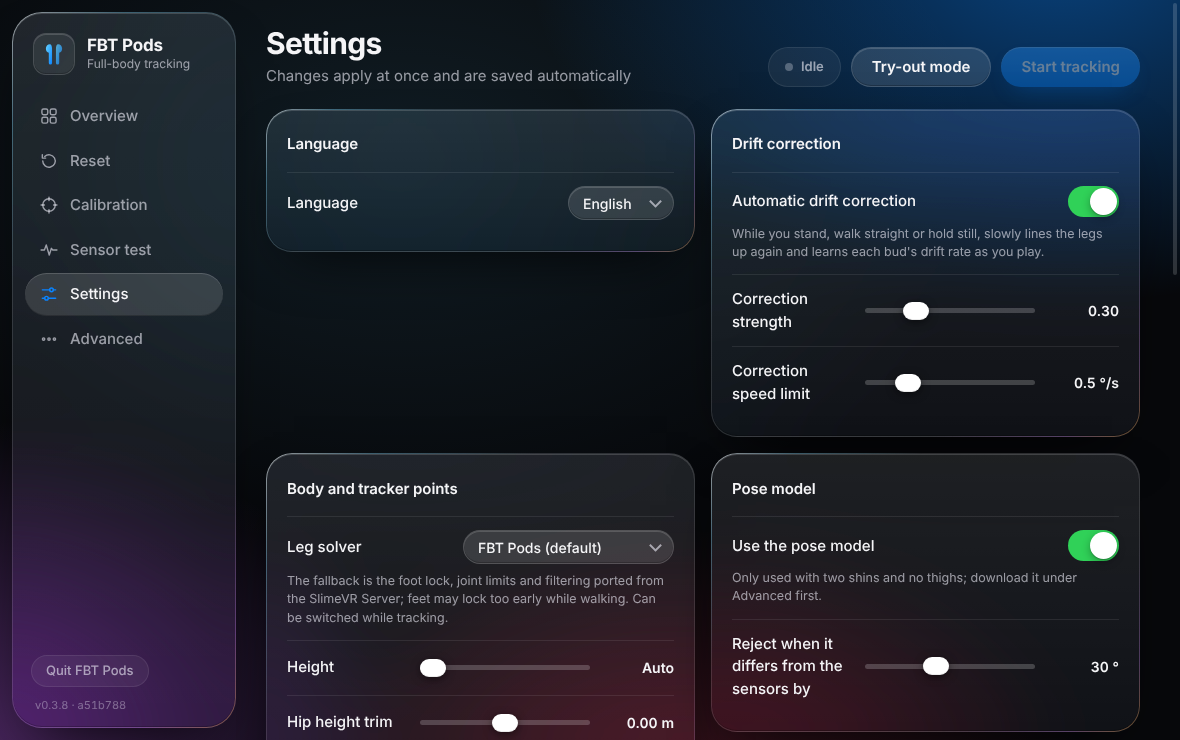 FBT Pods
Full-body tracking
Overview
Reset
Calibration
Sensor test
Settings
Advanced
Quit FBT Pods
v0.3.8 · a51b788
Settings
Changes apply at once and are saved automatically
Idle
Try-out mode
Start tracking
Language
Language
English
Drift correction
Automatic drift correction
While you stand, walk straight or hold still, slowly lines the legs
up again and learns each bud's drift rate as you play.
Correction
strength
0.30
Correction
speed limit
0.5 °/s
Body and tracker points
Leg solver
FBT Pods (default)
The fallback is the foot lock, joint limits and filtering ported from
the SlimeVR Server; feet may lock too early while walking. Can
be switched while tracking.
Height
Auto
Hip height trim
0.00 m
Pose model
Use the pose model
Only used with two shins and no thighs; download it under
Advanced first.
Reject when it
differs from the
sensors by
30 °